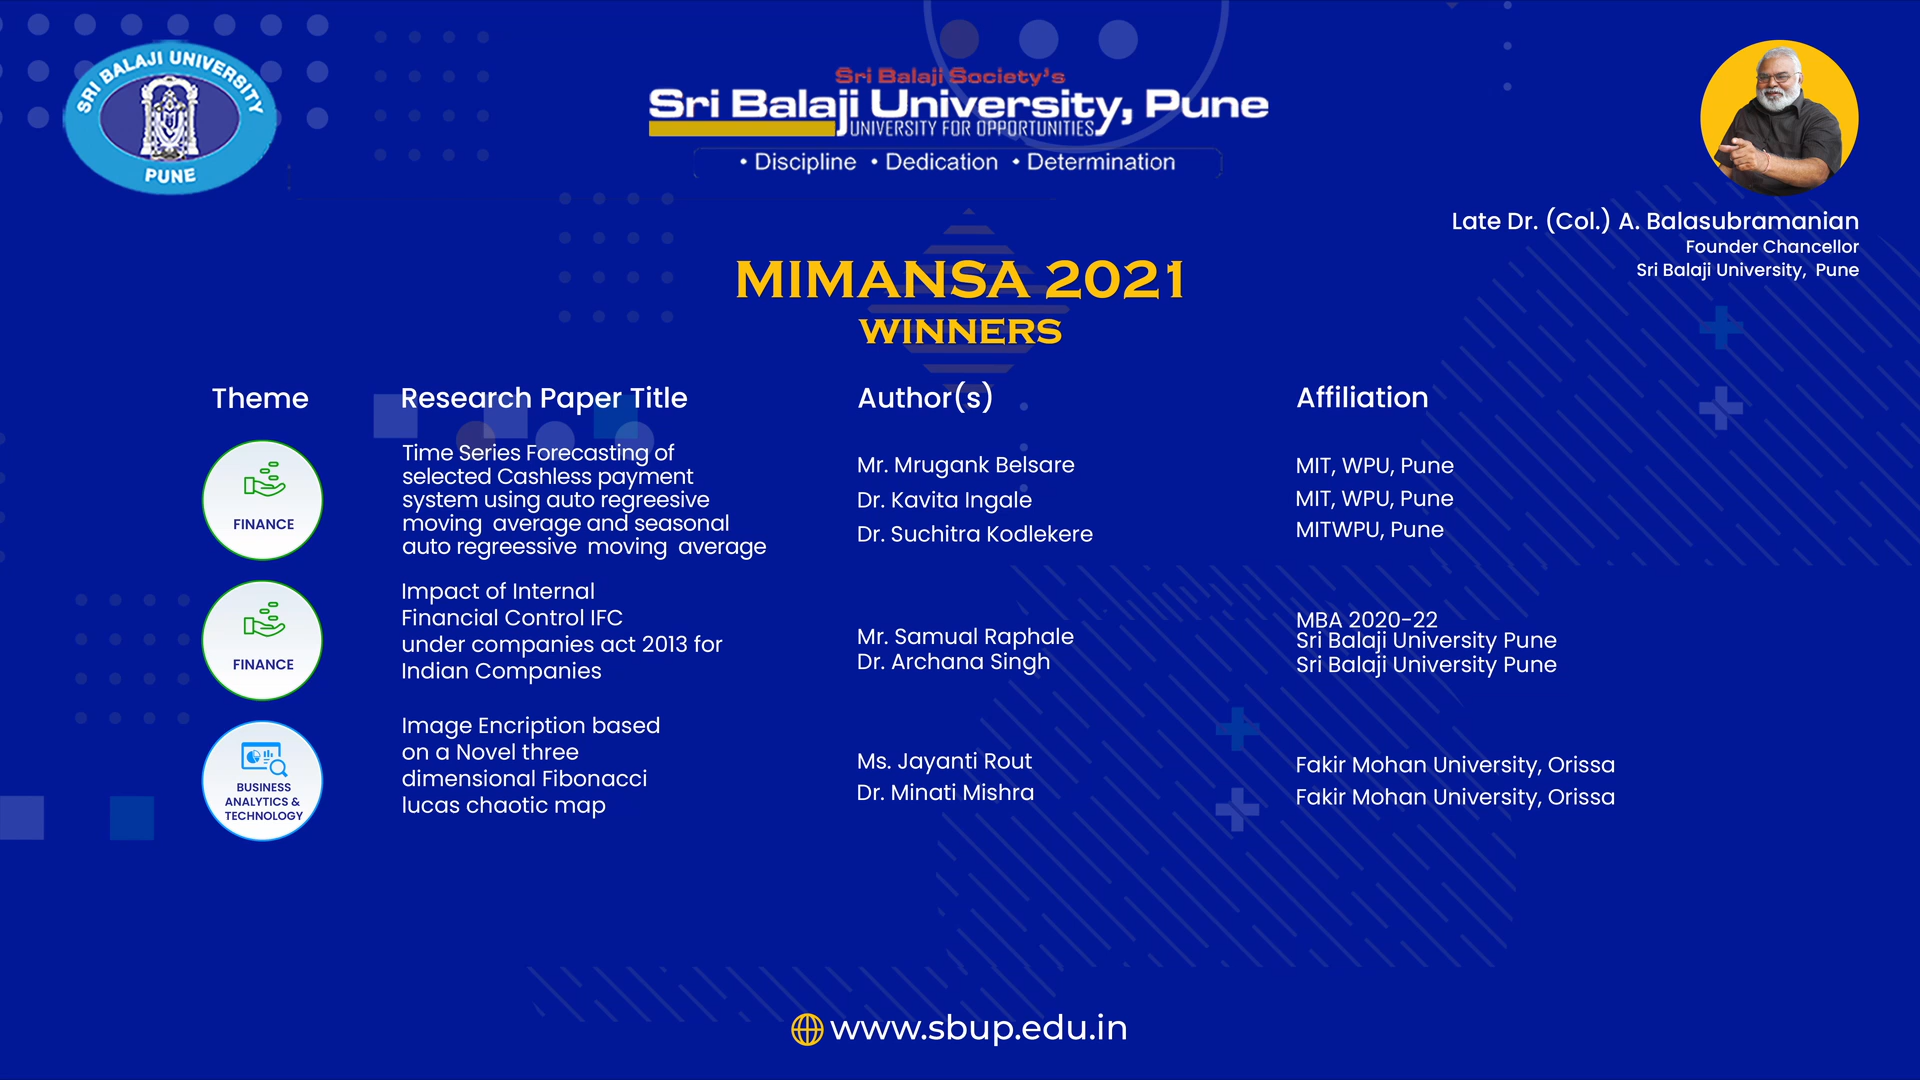 SRI BALAJI UNIVERSITY
PUNE
Sri Balaji Society's
Sri Balaji University, Pune
UNIVERSITY FOR OPPORTUNITIES
• Discipline • Dedication • Determination
Late Dr. (Col.) A. Balasubramanian
Founder Chancellor
Sri Balaji University, Pune
MIMANSA 2021
WINNERS
Theme Research Paper Title Author(s) Affiliation
FINANCE
Time Series Forecasting of
selected Cashless payment
system using auto regreesive
moving average and seasonal
auto regreessive moving average
Mr. Mrugank Belsare
Dr. Kavita Ingale
Dr. Suchitra Kodlekere
MIT, WPU, Pune
MIT, WPU, Pune
MITWPU, Pune
FINANCE
Impact of Internal
Financial Control IFC
under companies act 2013 for
Indian Companies
Mr. Samual Raphale
Dr. Archana Singh
MBA 2020-22
Sri Balaji University Pune
Sri Balaji University Pune
BUSINESS
ANALYTICS &
TECHNOLOGY
Image Encription based
on a Novel three
dimensional Fibonacci
lucas chaotic map
Ms. Jayanti Rout
Dr. Minati Mishra
Fakir Mohan University, Orissa
Fakir Mohan University, Orissa
www.sbup.edu.in